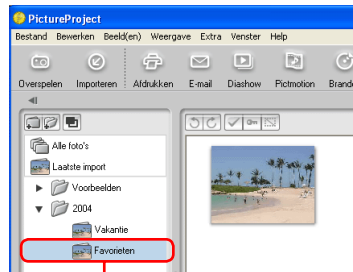 PictureProject
Bestand Bewerken Beeld(en) Weergave Extra Venster Help
Overspelen Importeren Afdrukken E-mail Diashow Pictmotion
Alle foto's
Laatste import
Voorbeelden
2004
Vakantie
Favorieten